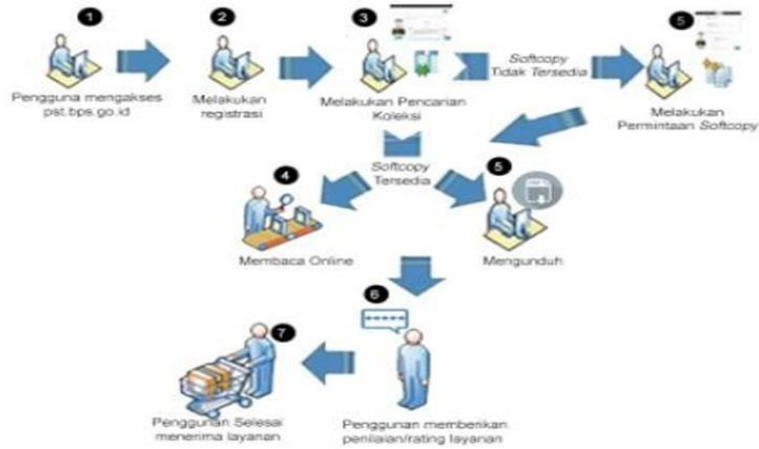 1
Pengguna mengakses
pst.bps.go.id
2
Melakukan
registrasi
3
Melakukan Pencarian
Koleksi
Softcopy
Tidak Tersedia
5
Melakukan
Permintaan Softcopy
Softcopy
Tersedia
4
Membaca Online
5
Mengunduh
6
Penggunan memberikan
penilaian/rating layanan
7
Penggunan Selesai
menerima layanan